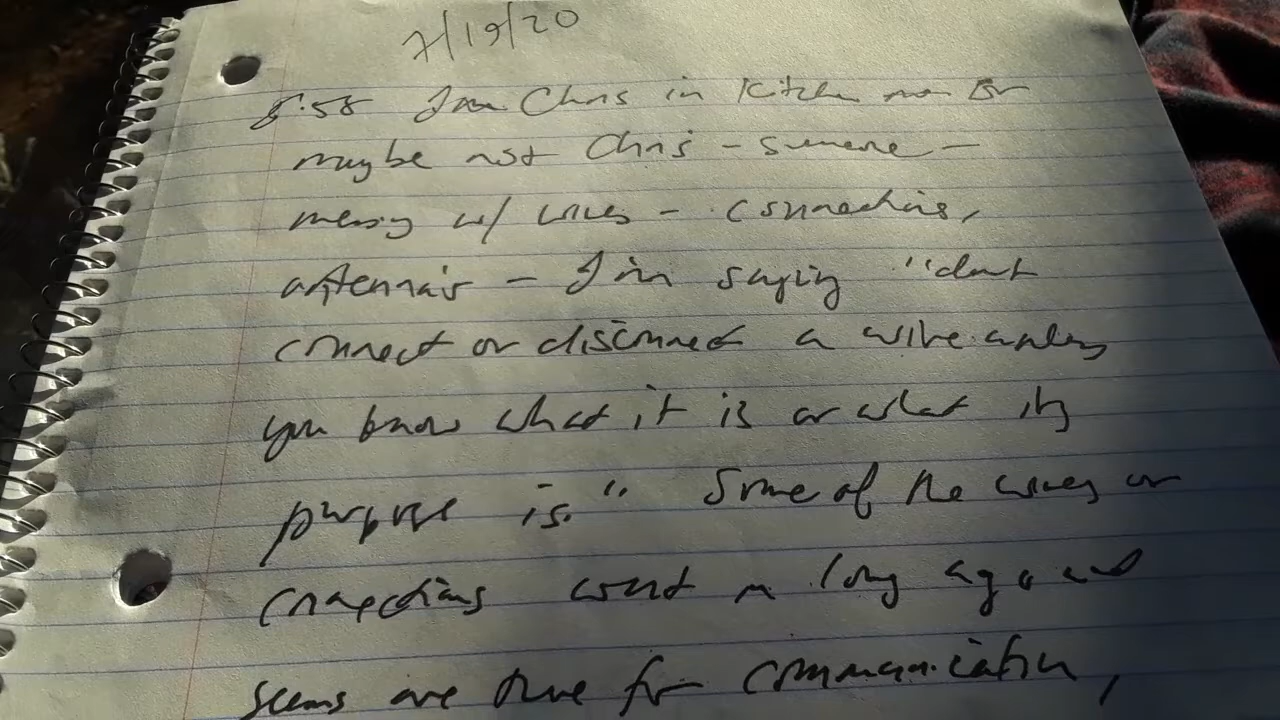 7/19/20
8:58 Chris in Kitchen
maybe not Chris - someone -
messing w/ wires - connections,
antenna's - I'm saying "dont
connect or disconnect a wire unless
you know what it is or what its
purpose is." Some of the wires or
connections went in long ago and
seems are there for communication,